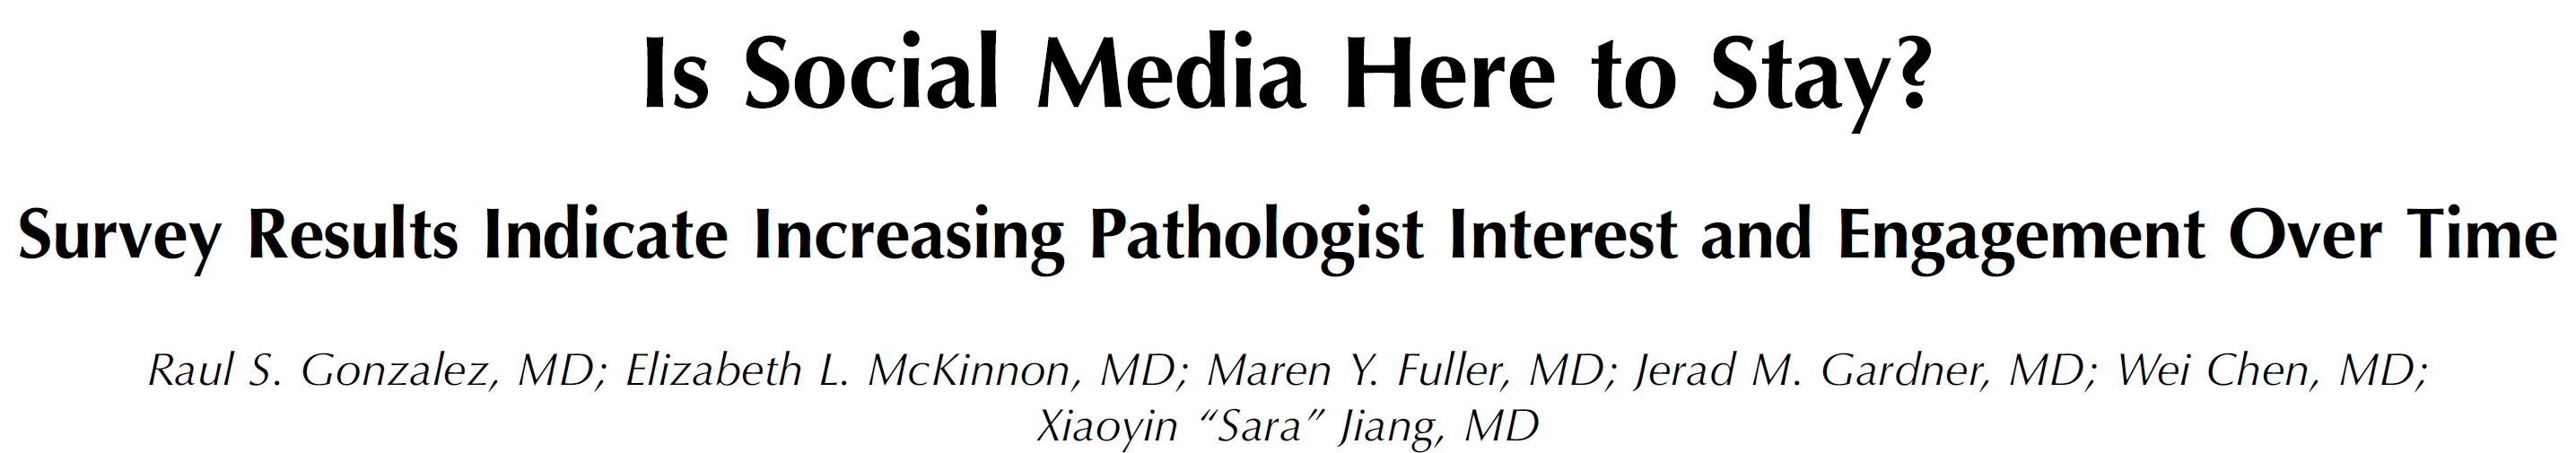 Is Social Media Here to Stay?
Survey Results Indicate Increasing Pathologist Interest and Engagement Over Time
Raul S. Gonzalez, MD; Elizabeth L. McKinnon, MD; Maren Y. Fuller, MD; Jerad M. Gardner, MD; Wei Chen, MD;
Xiaoyin “Sara” Jiang, MD